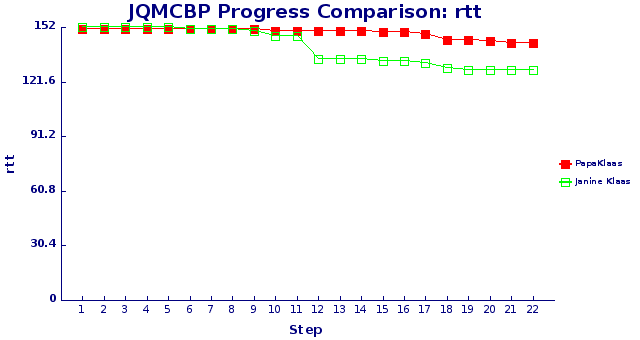 JQMCBP Progress Comparison: rtt
152
121.6
91.2
60.8
30.4
0
rtt
1 2 3 4 5 6 7 8 9 10 11 12 13 14 15 16 17 18 19 20 21 22
Step
PapaKlaas
Janine Klaas